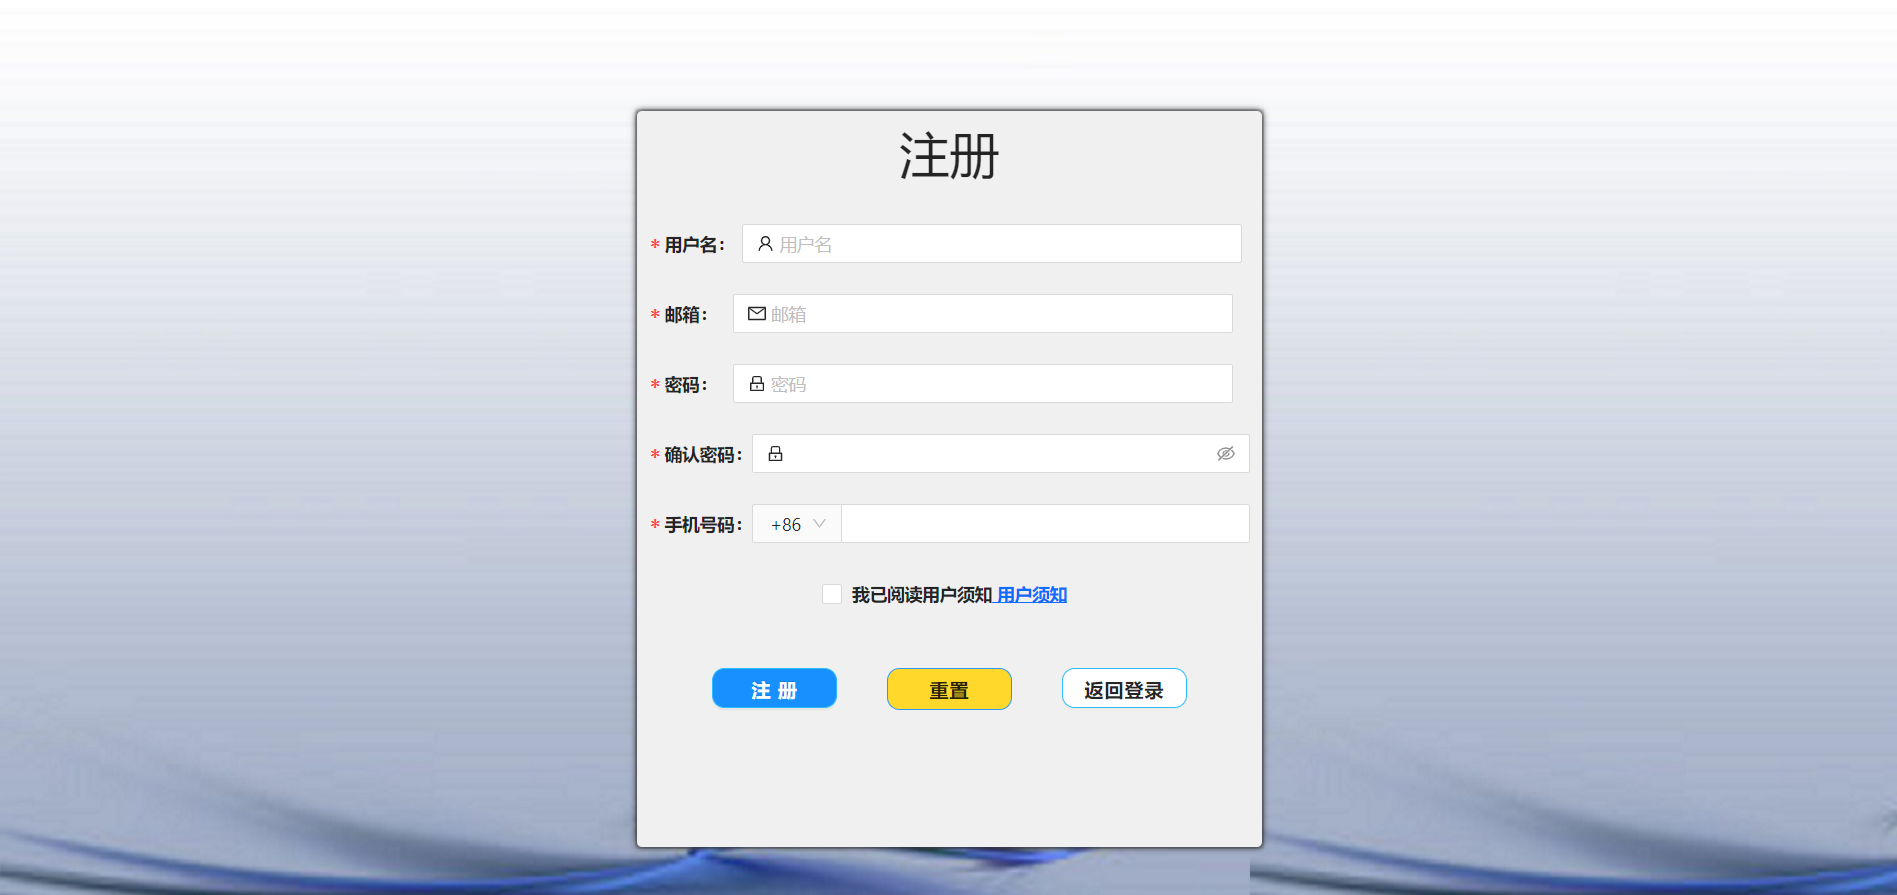 注册
* 用户名： 用户名
* 邮箱： 邮箱
* 密码： 密码
* 确认密码：
* 手机号码： +86
我已阅读用户须知 用户须知
注 册 重置 返回登录